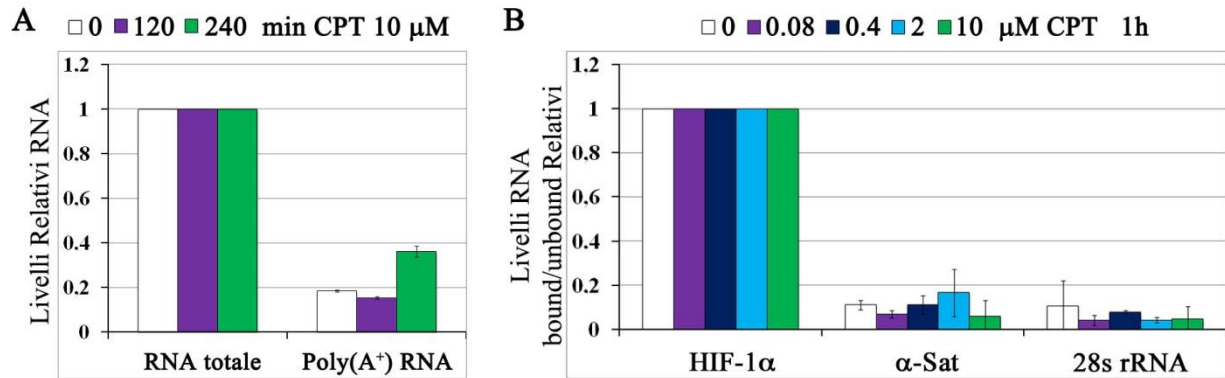 A
0 120 240 min CPT 10 µM
Livelli Relativi RNA
1.2
1
0.8
0.6
0.4
0.2
0
RNA totale
Poly(A⁺) RNA
B
0 0.08 0.4 2 10 µM CPT 1h
Livelli RNA
bound/unbound Relativi
1.2
1
0.8
0.6
0.4
0.2
0
HIF-1α
α-Sat
28s rRNA